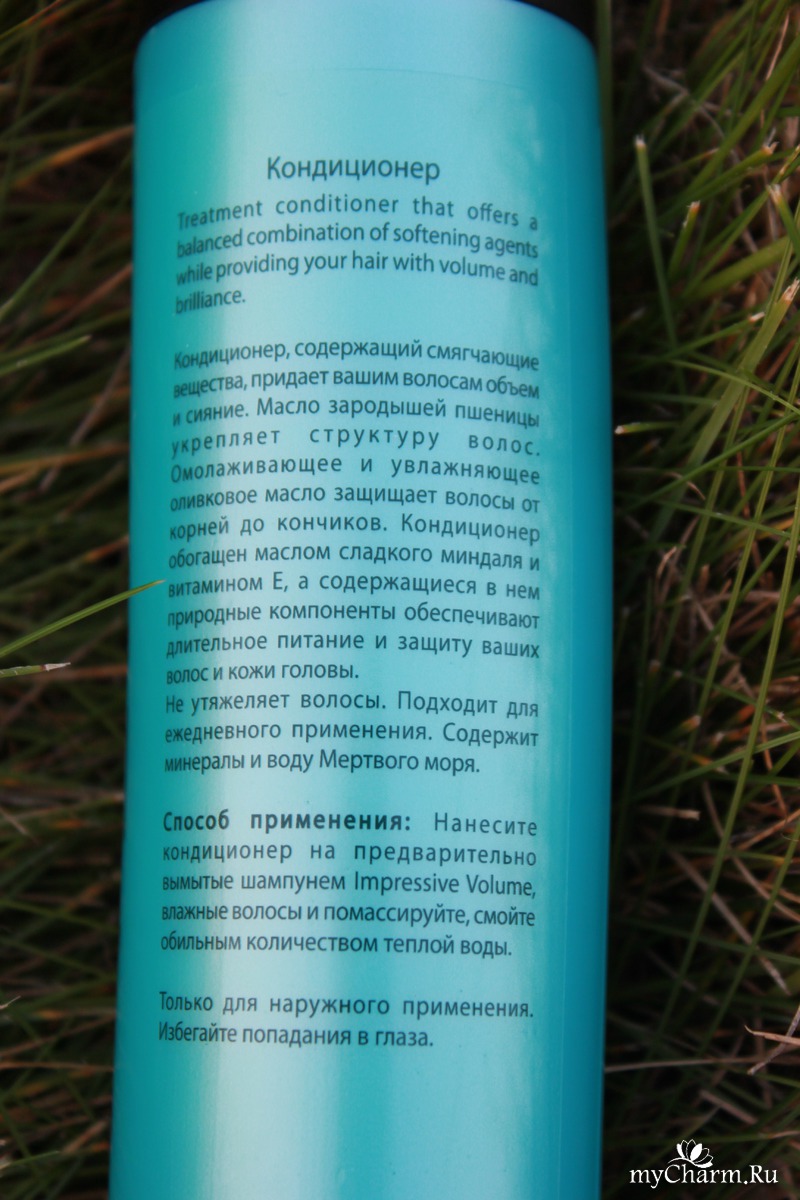 Кондиционер
Treatment conditioner that offers a
balanced combination of softening agents
while providing your hair with volume and
brilliance.
Кондиционер, содержащий смягчающие
вещества, придает вашим волосам объем
и сияние. Масло зародышей пшеницы
укрепляет структуру волос.
Омолаживающее и увлажняющее
оливковое масло защищает волосы от
корней до кончиков. Кондиционер
обогащен маслом сладкого миндаля и
витамином Е, а содержащиеся в нем
природные компоненты обеспечивают
длительное питание и защиту ваших
волос и кожи головы.
Не утяжеляет волосы. Подходит для
ежедневного применения. Содержит
минералы и воду Мертвого моря.
Способ применения: Нанесите
кондиционер на предварительно
вымытые шампунем Impressive Volume,
влажные волосы и помассируйте, смойте
обильным количеством теплой воды.
Только для наружного применения.
Избегайте попадания в глаза.
myCharm.Ru